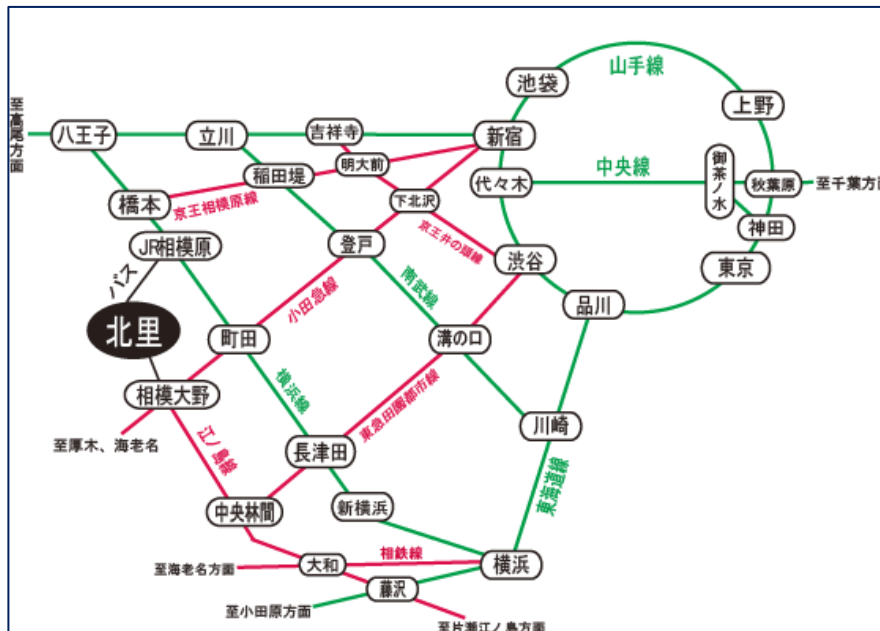 山手線
池袋
上野
至高尾方面
八王子
立川
吉祥寺
新宿
御茶ノ水
中央線
明大前
稲田堤
代々木
秋葉原
至千葉方面
橋本
京王相模原線
下北沢
神田
JR相模原
登戸
京王井の頭線
渋谷
東京
バス
小田急線
南武線
品川
北里
町田
溝の口
相模大野
横浜線
東急田園都市線
川崎
至厚木、海老名
江ノ島線
長津田
東海道線
中央林間
新横浜
相鉄線
至海老名方面
大和
横浜
藤沢
至小田原方面
至片瀬江ノ島方面